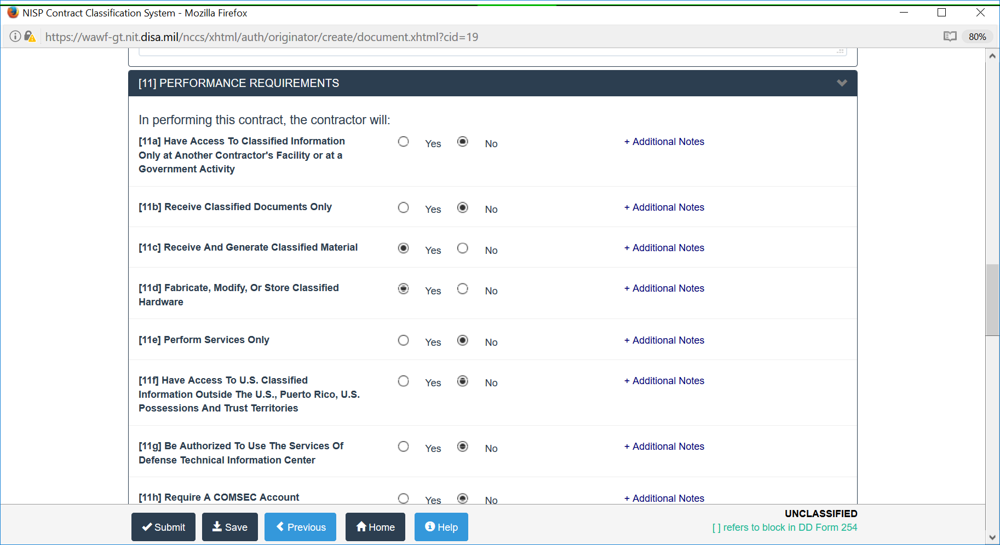 NISP Contract Classification System - Mozilla Firefox
https://wawf-gt.nit.disa.mil/nccs/xhtml/auth/originator/create/document.xhtml?cid=19
80%
[11] PERFORMANCE REQUIREMENTS
In performing this contract, the contractor will:
[11a] Have Access To Classified Information Yes No + Additional Notes
Only at Another Contractor's Facility or at a
Government Activity
[11b] Receive Classified Documents Only Yes No + Additional Notes
[11c] Receive And Generate Classified Material Yes No + Additional Notes
[11d] Fabricate, Modify, Or Store Classified Yes No + Additional Notes
Hardware
[11e] Perform Services Only Yes No + Additional Notes
[11f] Have Access To U.S. Classified Yes No + Additional Notes
Information Outside The U.S., Puerto Rico, U.S.
Possessions And Trust Territories
[11g] Be Authorized To Use The Services Of Yes No + Additional Notes
Defense Technical Information Center
[11h] Require A COMSEC Account Yes No + Additional Notes
UNCLASSIFIED
Submit Save Previous Home Help
[ ] refers to block in DD Form 254